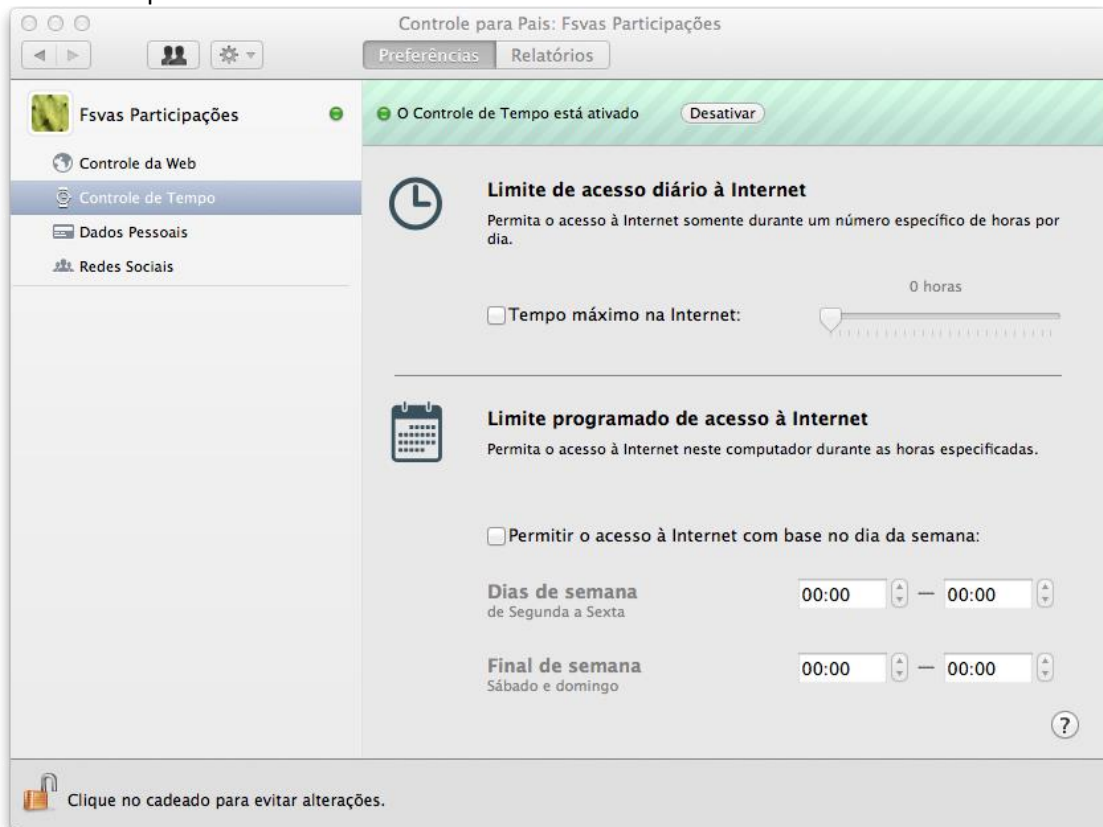 Controle para Pais: Fsvas Participações
Preferências Relatórios
Fsvas Participações
Controle da Web
Controle de Tempo
Dados Pessoais
Redes Sociais
O Controle de Tempo está ativado Desativar
Limite de acesso diário à Internet
Permita o acesso à Internet somente durante um número específico de horas por
dia.
0 horas
Tempo máximo na Internet:
Limite programado de acesso à Internet
Permita o acesso à Internet neste computador durante as horas especificadas.
Permitir o acesso à Internet com base no dia da semana:
Dias de semana 00:00 — 00:00
de Segunda a Sexta
Final de semana 00:00 — 00:00
Sábado e domingo
?
Clique no cadeado para evitar alterações.